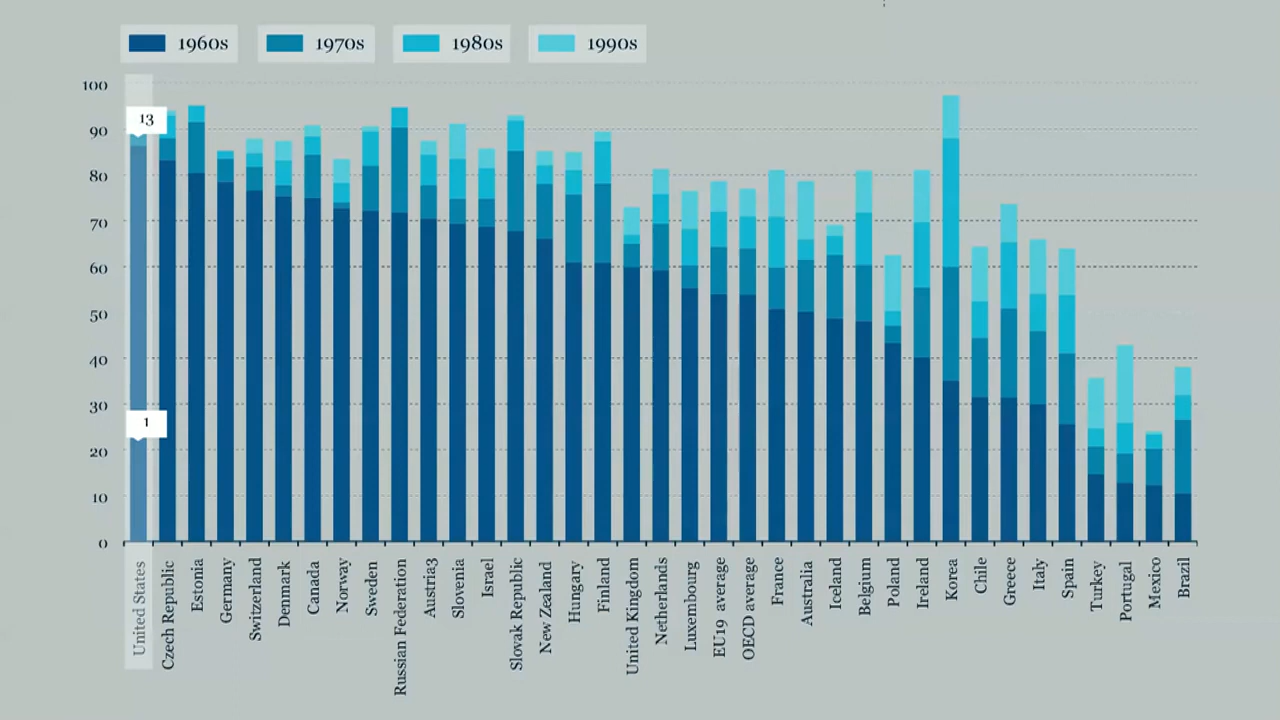 1960s 1970s 1980s 1990s
100
90
80
70
60
50
40
30
20
10
0
13
1
United States
Czech Republic
Estonia
Germany
Switzerland
Denmark
Canada
Norway
Sweden
Russian Federation
Austria3
Slovenia
Israel
Slovak Republic
New Zealand
Hungary
Finland
United Kingdom
Netherlands
Luxembourg
EU19 average
OECD average
France
Australia
Iceland
Belgium
Poland
Ireland
Korea
Chile
Greece
Italy
Spain
Turkey
Portugal
Mexico
Brazil